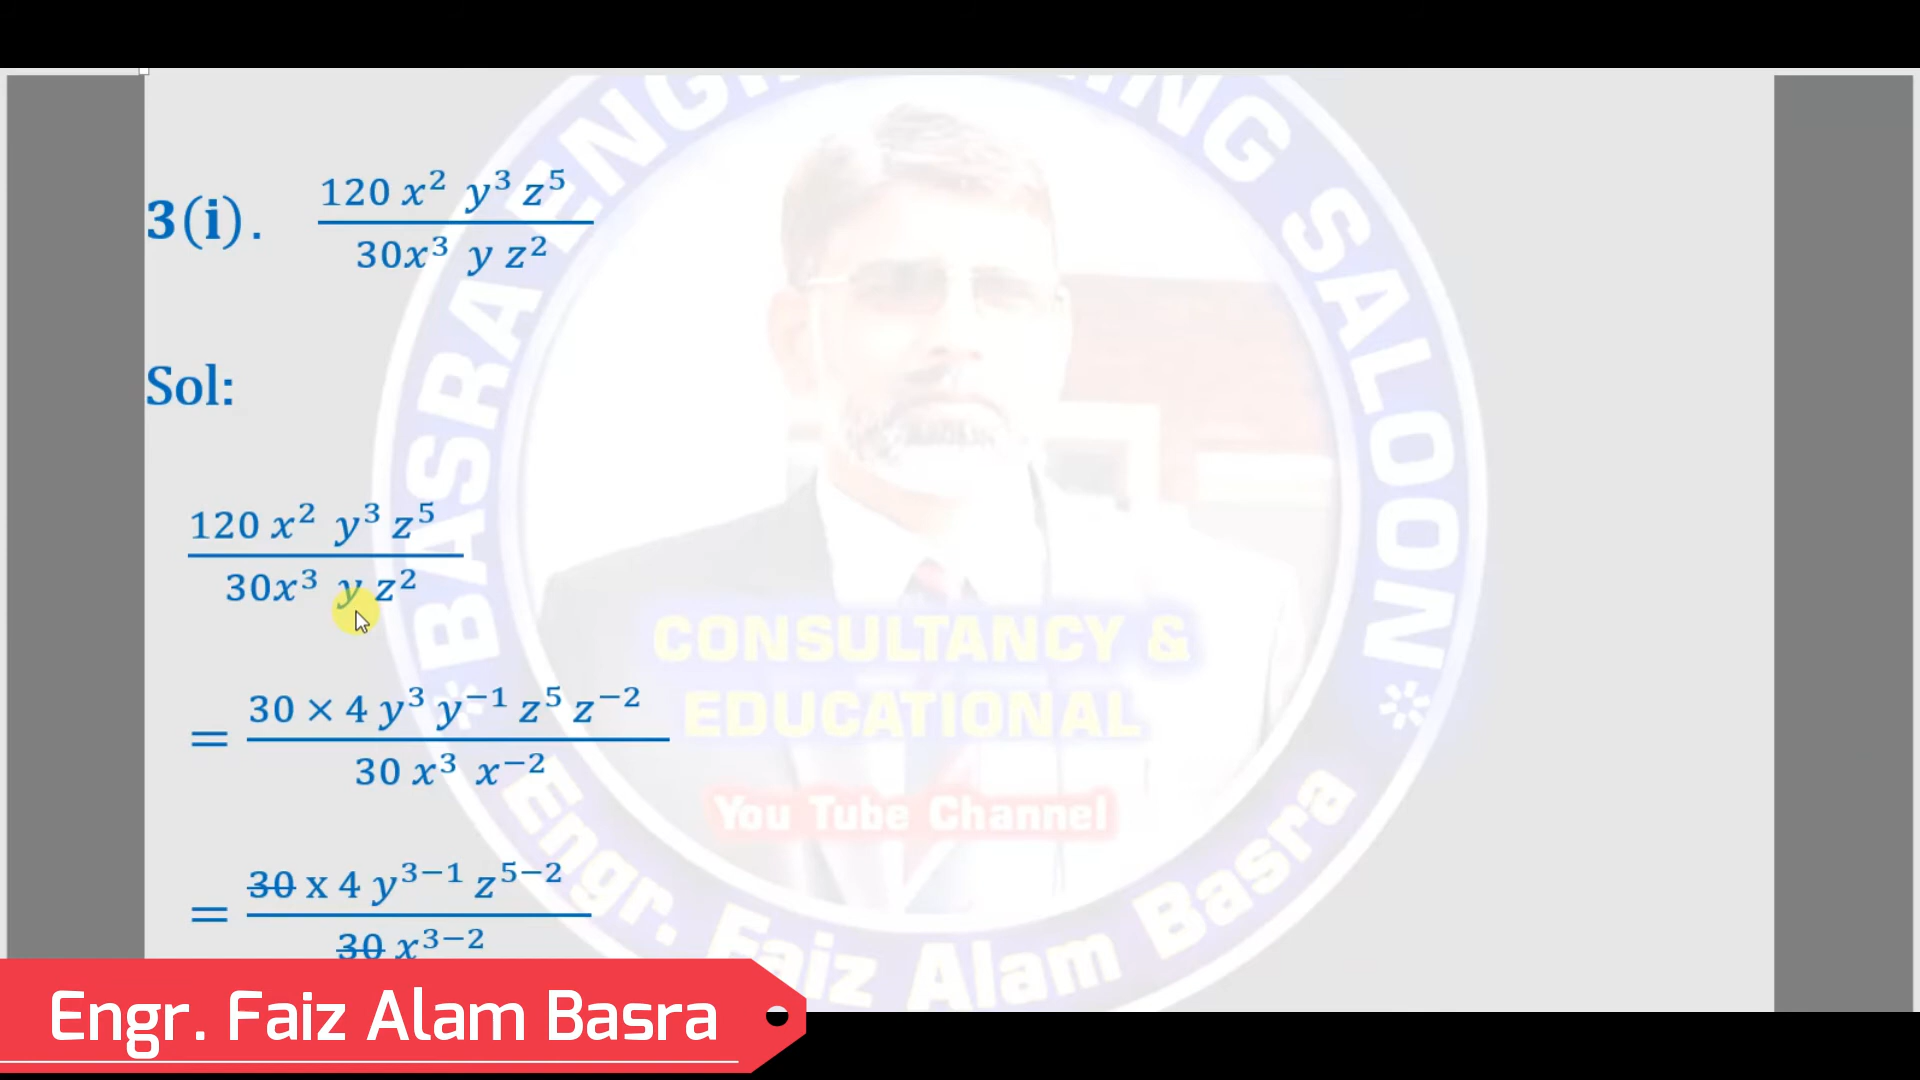 3(i). 120 x² y³ z⁵ / 30x³ y z²
Sol:
120 x² y³ z⁵ / 30x³ y z²
= 30 × 4 y³ y⁻¹ z⁵ z⁻² / 30 x³ x⁻²
= 30 x 4 y³⁻¹ z⁵⁻² / 30 x³⁻²
BASRA ENGINEERING SALOON
CONSULTANCY &
EDUCATIONAL
You Tube Channel
* Engr. Faiz Alam Basra *
Engr. Faiz Alam Basra